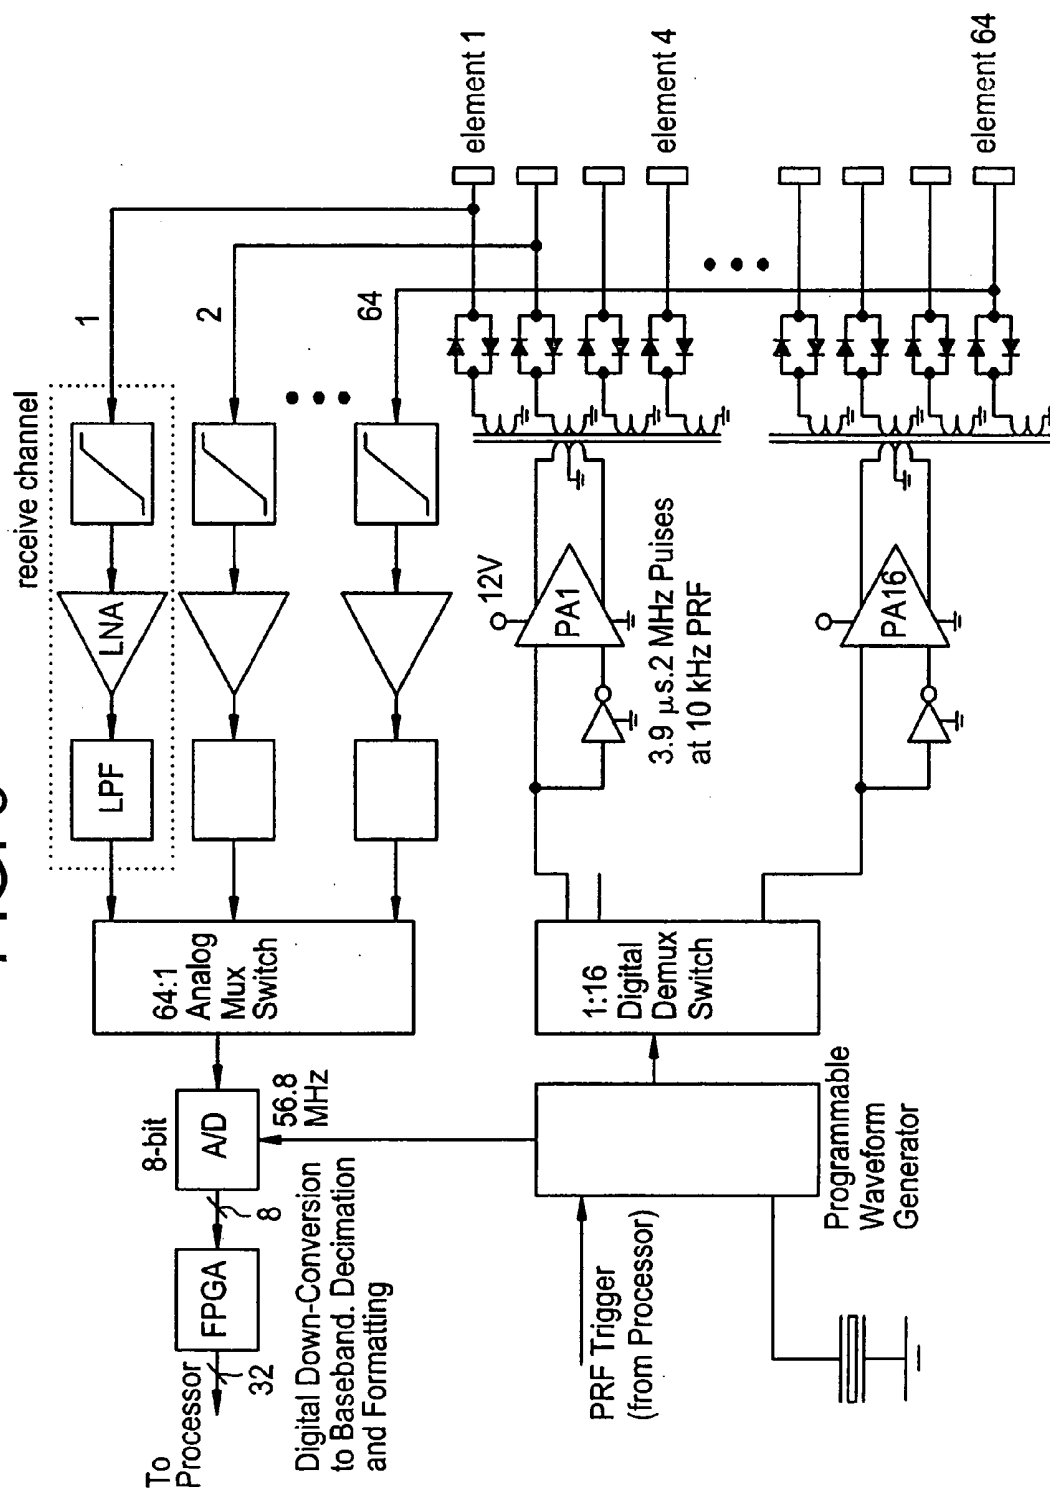 receive channel
1
2
64
LNA
LPF
64:1
Analog
Mux
Switch
8-bit
A/D
56.8
MHz
8
FPGA
32
To
Processor
Digital Down-Conversion
to Baseband. Decimation
and Formatting
element 1
element 4
element 64
12V
PA1
3.9 µs.2 MHz Puises
at 10 kHz PRF
PA16
1:16
Digital
Demux
Switch
Programmable
Waveform
Generator
PRF Trigger
(from Processor)